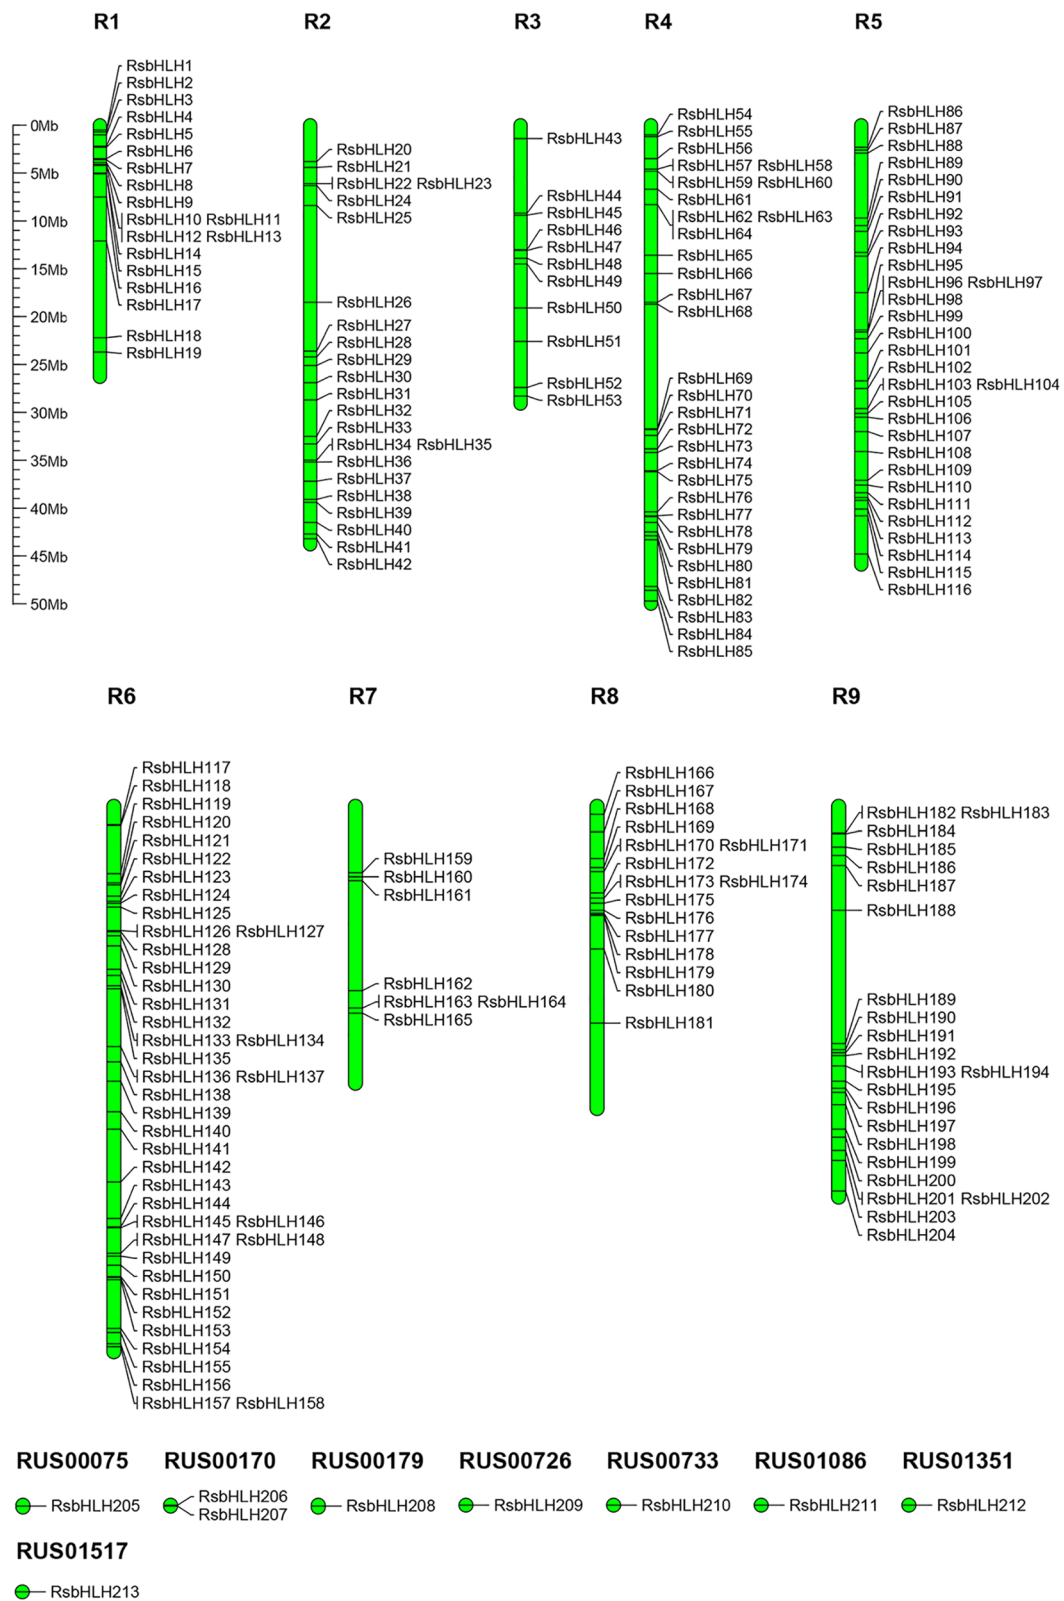 R1 R2 R3 R4 R5
0Mb
5Mb
10Mb
15Mb
20Mb
25Mb
30Mb
35Mb
40Mb
45Mb
50Mb
RsbHLH1
RsbHLH2
RsbHLH3
RsbHLH4
RsbHLH5
RsbHLH6
RsbHLH7
RsbHLH8
RsbHLH9
RsbHLH10 RsbHLH11
RsbHLH12 RsbHLH13
RsbHLH14
RsbHLH15
RsbHLH16
RsbHLH17
RsbHLH18
RsbHLH19
RsbHLH20
RsbHLH21
RsbHLH22 RsbHLH23
RsbHLH24
RsbHLH25
RsbHLH26
RsbHLH27
RsbHLH28
RsbHLH29
RsbHLH30
RsbHLH31
RsbHLH32
RsbHLH33
RsbHLH34 RsbHLH35
RsbHLH36
RsbHLH37
RsbHLH38
RsbHLH39
RsbHLH40
RsbHLH41
RsbHLH42
RsbHLH43
RsbHLH44
RsbHLH45
RsbHLH46
RsbHLH47
RsbHLH48
RsbHLH49
RsbHLH50
RsbHLH51
RsbHLH52
RsbHLH53
RsbHLH54
RsbHLH55
RsbHLH56
RsbHLH57 RsbHLH58
RsbHLH59 RsbHLH60
RsbHLH61
RsbHLH62 RsbHLH63
RsbHLH64
RsbHLH65
RsbHLH66
RsbHLH67
RsbHLH68
RsbHLH69
RsbHLH70
RsbHLH71
RsbHLH72
RsbHLH73
RsbHLH74
RsbHLH75
RsbHLH76
RsbHLH77
RsbHLH78
RsbHLH79
RsbHLH80
RsbHLH81
RsbHLH82
RsbHLH83
RsbHLH84
RsbHLH85
RsbHLH86
RsbHLH87
RsbHLH88
RsbHLH89
RsbHLH90
RsbHLH91
RsbHLH92
RsbHLH93
RsbHLH94
RsbHLH95
RsbHLH96 RsbHLH97
RsbHLH98
RsbHLH99
RsbHLH100
RsbHLH101
RsbHLH102
RsbHLH103 RsbHLH104
RsbHLH105
RsbHLH106
RsbHLH107
RsbHLH108
RsbHLH109
RsbHLH110
RsbHLH111
RsbHLH112
RsbHLH113
RsbHLH114
RsbHLH115
RsbHLH116
R6 R7 R8 R9
RsbHLH117
RsbHLH118
RsbHLH119
RsbHLH120
RsbHLH121
RsbHLH122
RsbHLH123
RsbHLH124
RsbHLH125
RsbHLH126 RsbHLH127
RsbHLH128
RsbHLH129
RsbHLH130
RsbHLH131
RsbHLH132
RsbHLH133 RsbHLH134
RsbHLH135
RsbHLH136 RsbHLH137
RsbHLH138
RsbHLH139
RsbHLH140
RsbHLH141
RsbHLH142
RsbHLH143
RsbHLH144
RsbHLH145 RsbHLH146
RsbHLH147 RsbHLH148
RsbHLH149
RsbHLH150
RsbHLH151
RsbHLH152
RsbHLH153
RsbHLH154
RsbHLH155
RsbHLH156
RsbHLH157 RsbHLH158
RsbHLH159
RsbHLH160
RsbHLH161
RsbHLH162
RsbHLH163 RsbHLH164
RsbHLH165
RsbHLH166
RsbHLH167
RsbHLH168
RsbHLH169
RsbHLH170 RsbHLH171
RsbHLH172
RsbHLH173 RsbHLH174
RsbHLH175
RsbHLH176
RsbHLH177
RsbHLH178
RsbHLH179
RsbHLH180
RsbHLH181
RsbHLH182 RsbHLH183
RsbHLH184
RsbHLH185
RsbHLH186
RsbHLH187
RsbHLH188
RsbHLH189
RsbHLH190
RsbHLH191
RsbHLH192
RsbHLH193 RsbHLH194
RsbHLH195
RsbHLH196
RsbHLH197
RsbHLH198
RsbHLH199
RsbHLH200
RsbHLH201 RsbHLH202
RsbHLH203
RsbHLH204
RUS00075 RUS00170 RUS00179 RUS00726 RUS00733 RUS01086 RUS01351
RsbHLH205
RsbHLH206
RsbHLH207
RsbHLH208
RsbHLH209
RsbHLH210
RsbHLH211
RsbHLH212
RUS01517
RsbHLH213